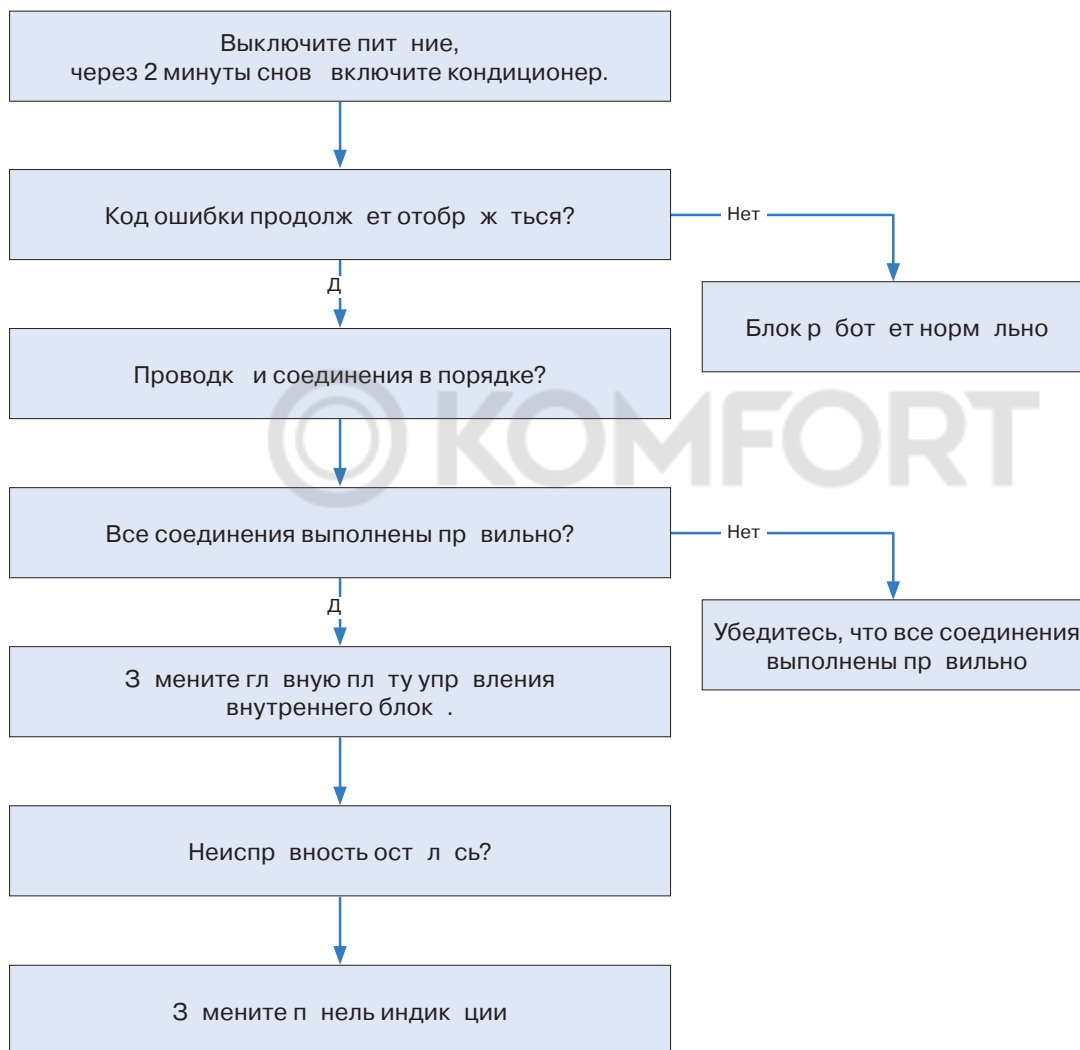 Выключите пит ние,
через 2 минуты снов включите кондиционер.
Код ошибки продолж ет отобр ж ться?
Нет
Д
Блок р бот ет норм льно
Проводк и соединения в порядке?
KOMFORT
Все соединения выполнены пр вильно?
Нет
Д
Убедитесь, что все соединения
выполнены пр вильно
З мените гл вную пл ту упр вления
внутреннего блок .
Неиспр вность ост л сь?
З мените п нель индик ции